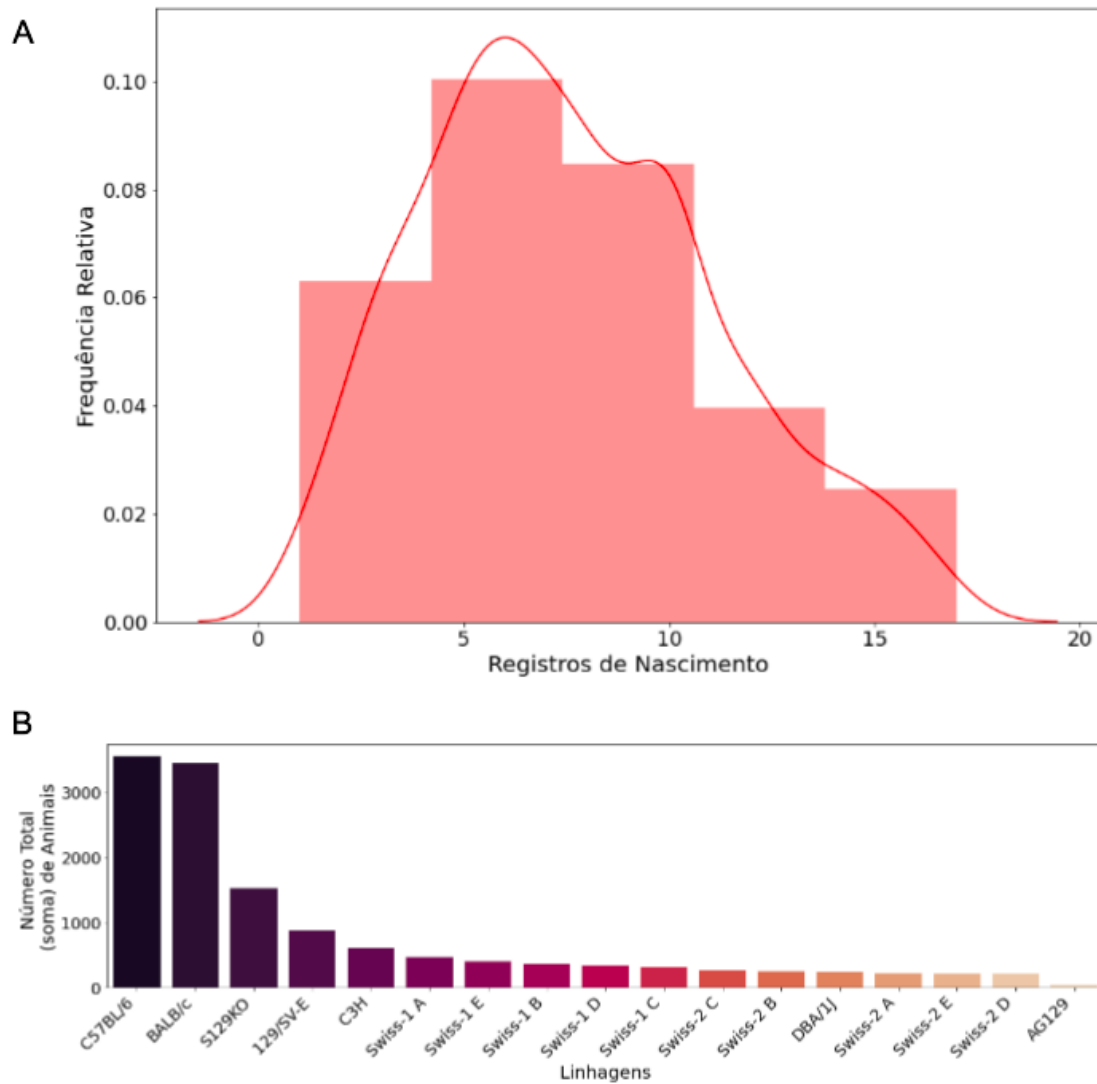 A
Frequência Relativa
0.10
0.08
0.06
0.04
0.02
0.00
0
5
10
15
20
Registros de Nascimento
B
Número Total
(soma) de Animais
3000
2000
1000
0
C57BL/6
BALB/c
S129KO
129/SV-E
C3H
Swiss-1 A
Swiss-1 E
Swiss-1 B
Swiss-1 D
Swiss-1 C
Swiss-2 C
Swiss-2 B
DBA/1J
Swiss-2 A
Swiss-2 E
Swiss-2 D
AG129
Linhagens